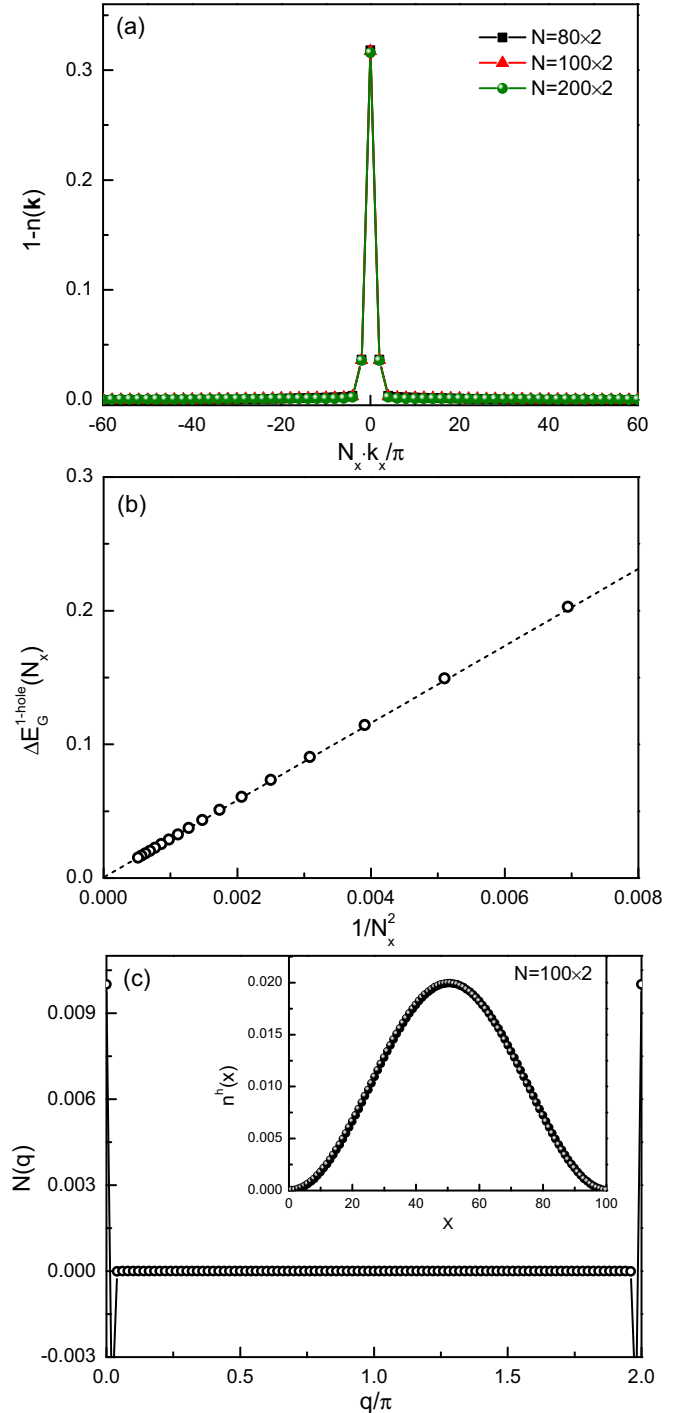 (a)
N=80×2
N=100×2
N=200×2
0.3
0.2
0.1
0.0
1-n(k)
-60 -40 -20 0 20 40 60
N_x·k_x/π
(b)
0.3
0.2
0.1
0.0
ΔE_G^{1-hole}(N_x)
0.000 0.002 0.004 0.006 0.008
1/N_x^2
(c)
0.009
0.006
0.003
0.000
-0.003
N(q)
N=100×2
0.020
0.015
0.010
0.005
0.000
n^h(x)
0 20 40 60 80 100
X
0.0 0.5 1.0 1.5 2.0
q/π